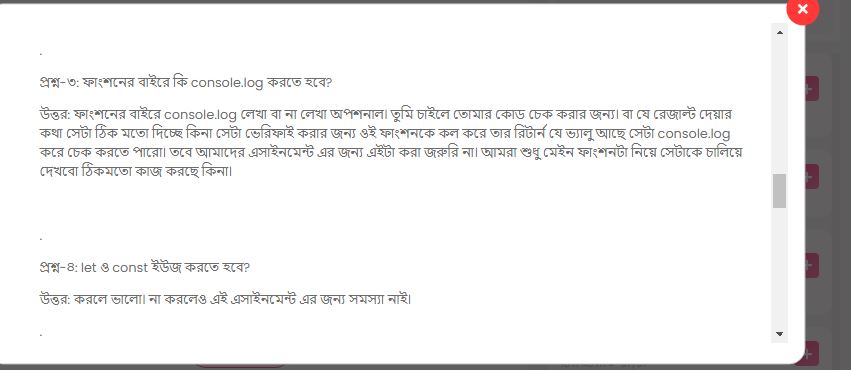 .
প্রশ্ন-৩: ফাংশনের বাইরে কি console.log করতে হবে?
উত্তর: ফাংশনের বাইরে console.log লেখা বা না লেখা অপশনাল। তুমি চাইলে তোমার কোড চেক করার জন্য। বা যে রেজাল্ট দেয়ার
কথা সেটা ঠিক মতো দিচ্ছে কিনা সেটা ভেরিফাই করার জন্য ওই ফাংশনকে কল করে তার রিটার্ন যে ভ্যালু আছে সেটা console.log
করে চেক করতে পারো। তবে আমাদের এসাইনমেন্ট এর জন্য এইটা করা জরুরি না। আমরা শুধু মেইন ফাংশনটা নিয়ে সেটাকে চালিয়ে
দেখবো ঠিকমতো কাজ করছে কিনা।
.
প্রশ্ন-৪: let ও const ইউজ করতে হবে?
উত্তর: করলে ভালো। না করলেও এই এসাইনমেন্ট এর জন্য সমস্যা নাই।
.